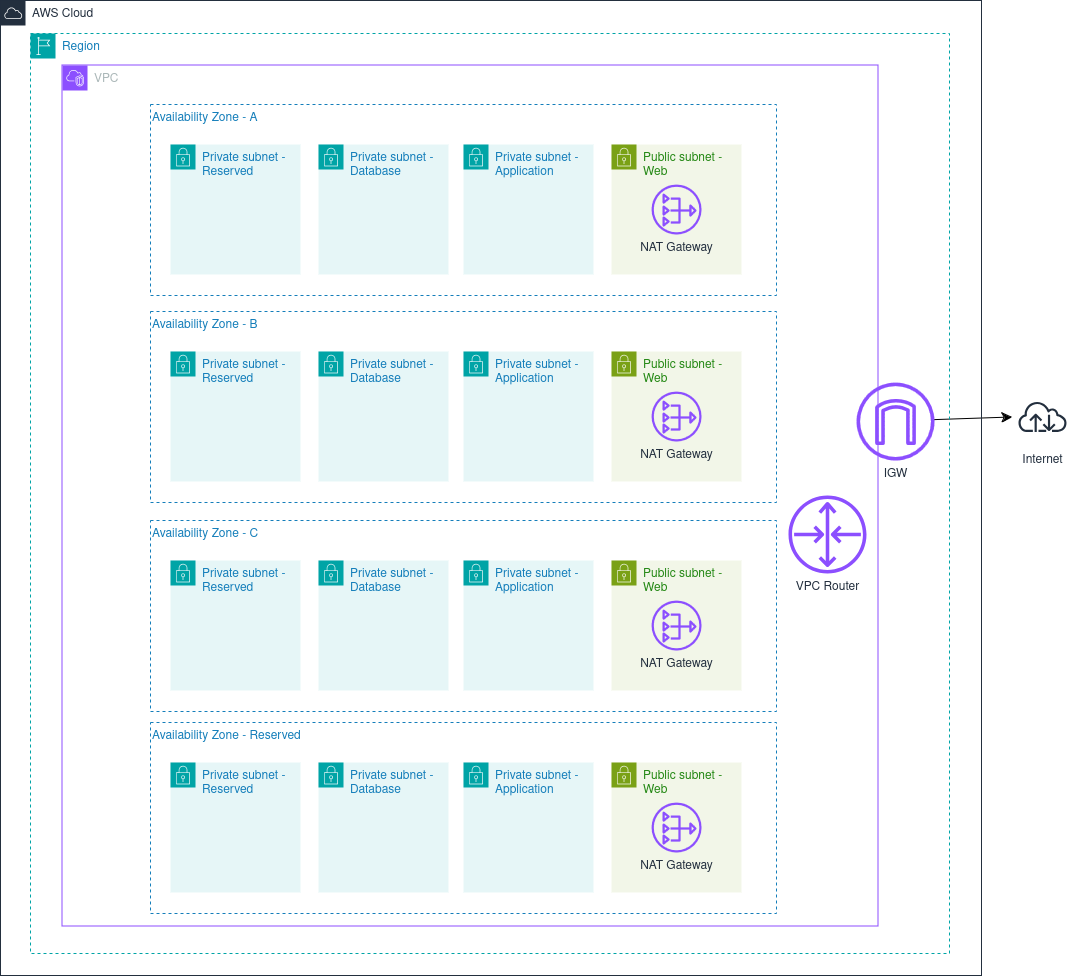 AWS Cloud
Region
VPC
Availability Zone - A
Private subnet -
Reserved
Private subnet -
Database
Private subnet -
Application
Public subnet -
Web
NAT Gateway
Availability Zone - B
Private subnet -
Reserved
Private subnet -
Database
Private subnet -
Application
Public subnet -
Web
NAT Gateway
IGW
Internet
Availability Zone - C
Private subnet -
Reserved
Private subnet -
Database
Private subnet -
Application
Public subnet -
Web
NAT Gateway
VPC Router
Availability Zone - Reserved
Private subnet -
Reserved
Private subnet -
Database
Private subnet -
Application
Public subnet -
Web
NAT Gateway